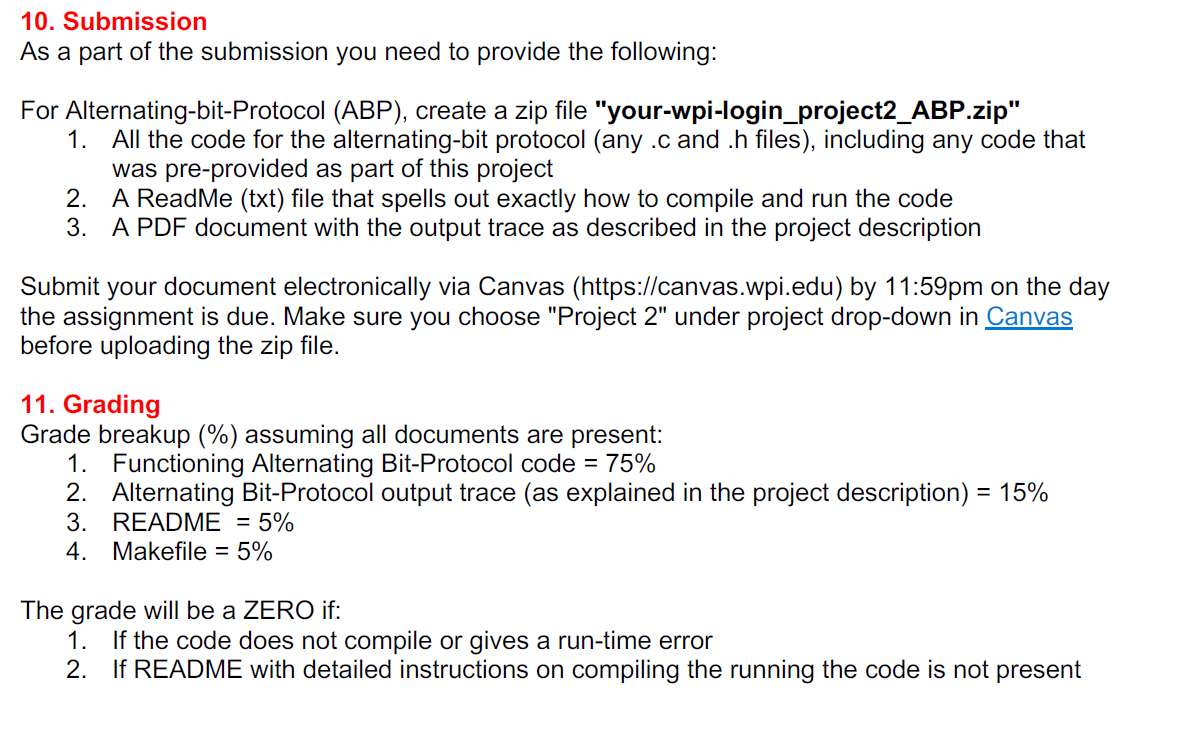 10. Submission
As a part of the submission you need to provide the following:
For Alternating-bit-Protocol (ABP), create a zip file "your-wpi-login_project2_ABP.zip"
1. All the code for the alternating-bit protocol (any .c and .h files), including any code that
was pre-provided as part of this project
2. A ReadMe (txt) file that spells out exactly how to compile and run the code
3. A PDF document with the output trace as described in the project description
Submit your document electronically via Canvas (https://canvas.wpi.edu) by 11:59pm on the day
the assignment is due. Make sure you choose "Project 2" under project drop-down in Canvas
before uploading the zip file.
11. Grading
Grade breakup (%) assuming all documents are present:
1. Functioning Alternating Bit-Protocol code = 75%
2. Alternating Bit-Protocol output trace (as explained in the project description) = 15%
3. README = 5%
4. Makefile = 5%
The grade will be a ZERO if:
1. If the code does not compile or gives a run-time error
2. If README with detailed instructions on compiling the running the code is not present